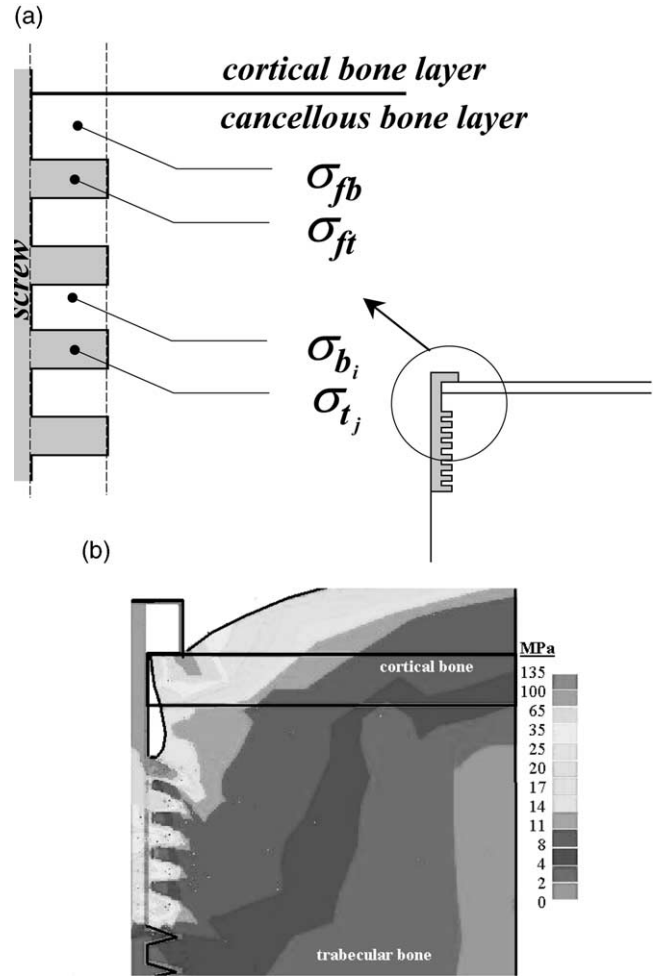 (a)
cortical bone layer
cancellous bone layer
σfb
σft
screw
σbi
σtj
(b)
MPa
cortical bone
135
100
65
35
25
20
17
14
11
8
4
2
0
trabecular bone